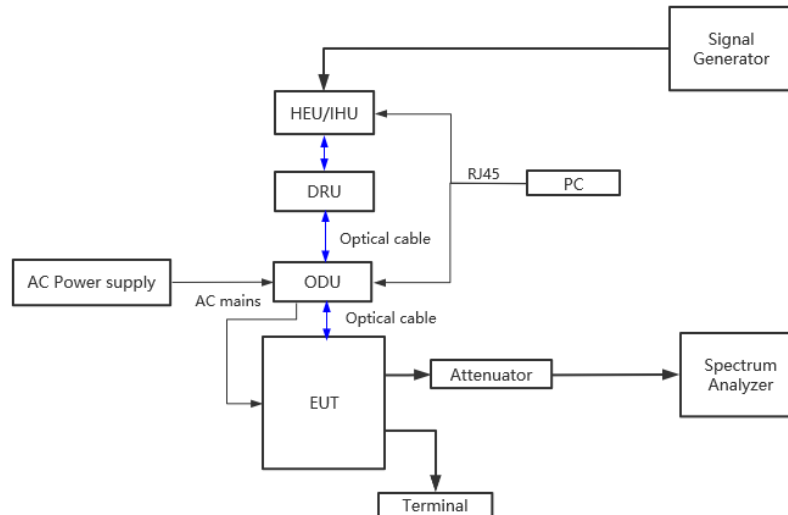 Signal
Generator
HEU/IHU
RJ45
PC
DRU
Optical cable
AC Power supply
AC mains
ODU
Optical cable
EUT
Attenuator
Spectrum
Analyzer
Terminal